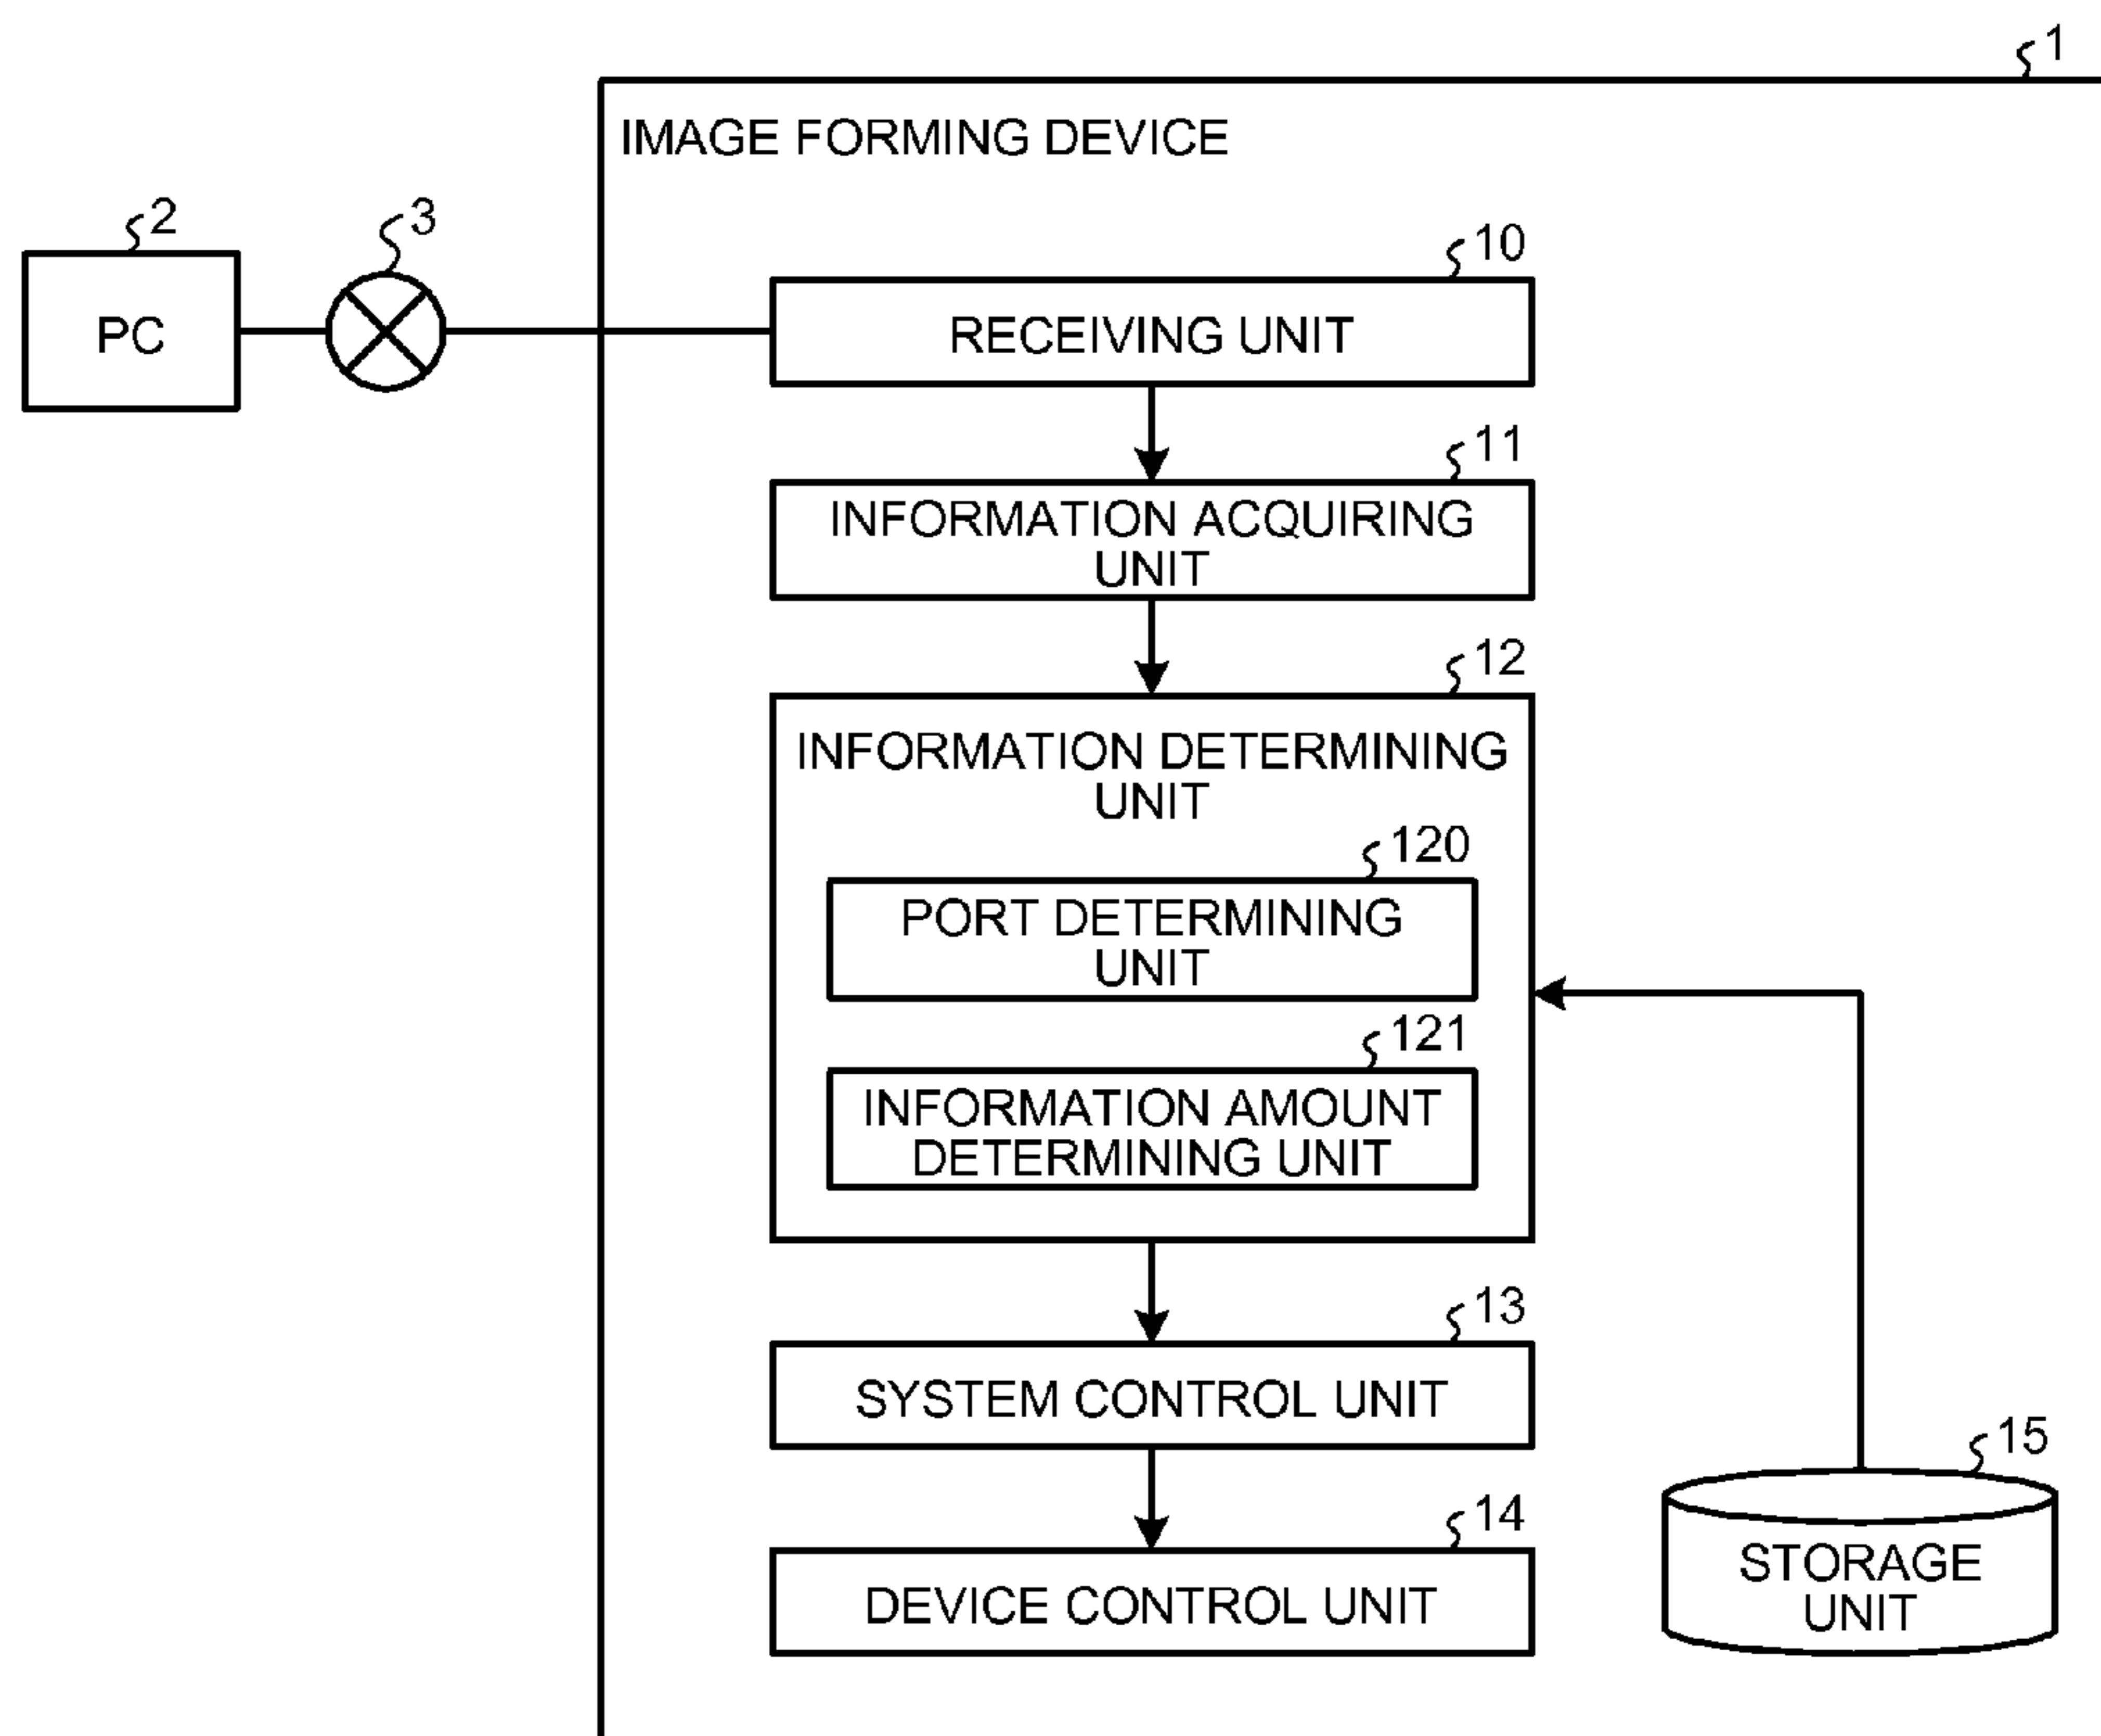 1
IMAGE FORMING DEVICE
2
3
PC
10
RECEIVING UNIT
11
INFORMATION ACQUIRING
UNIT
12
INFORMATION DETERMINING
UNIT
120
PORT DETERMINING
UNIT
121
INFORMATION AMOUNT
DETERMINING UNIT
13
SYSTEM CONTROL UNIT
14
DEVICE CONTROL UNIT
15
STORAGE
UNIT